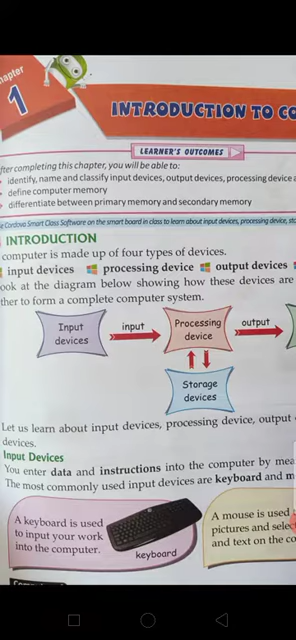 Chapter
1
INTRODUCTION TO CO
LEARNER'S OUTCOMES
fter completing this chapter, you will be able to:
identify, name and classify input devices, output devices, processing device a
define computer memory
differentiate between primary memory and secondary memory
Cordova Smart Class Software on the smart board in class to learn about input devices, processing device, sto
INTRODUCTION
computer is made up of four types of devices.
input devices processing device output devices
ook at the diagram below showing how these devices are
ther to form a complete computer system.
Input devices
input
Processing device
output
Storage devices
Let us learn about input devices, processing device, output
devices.
Input Devices
You enter data and instructions into the computer by mea
The most commonly used input devices are keyboard and m
A keyboard is used
to input your work
into the computer.
keyboard
A mouse is used
pictures and selec
and text on the co